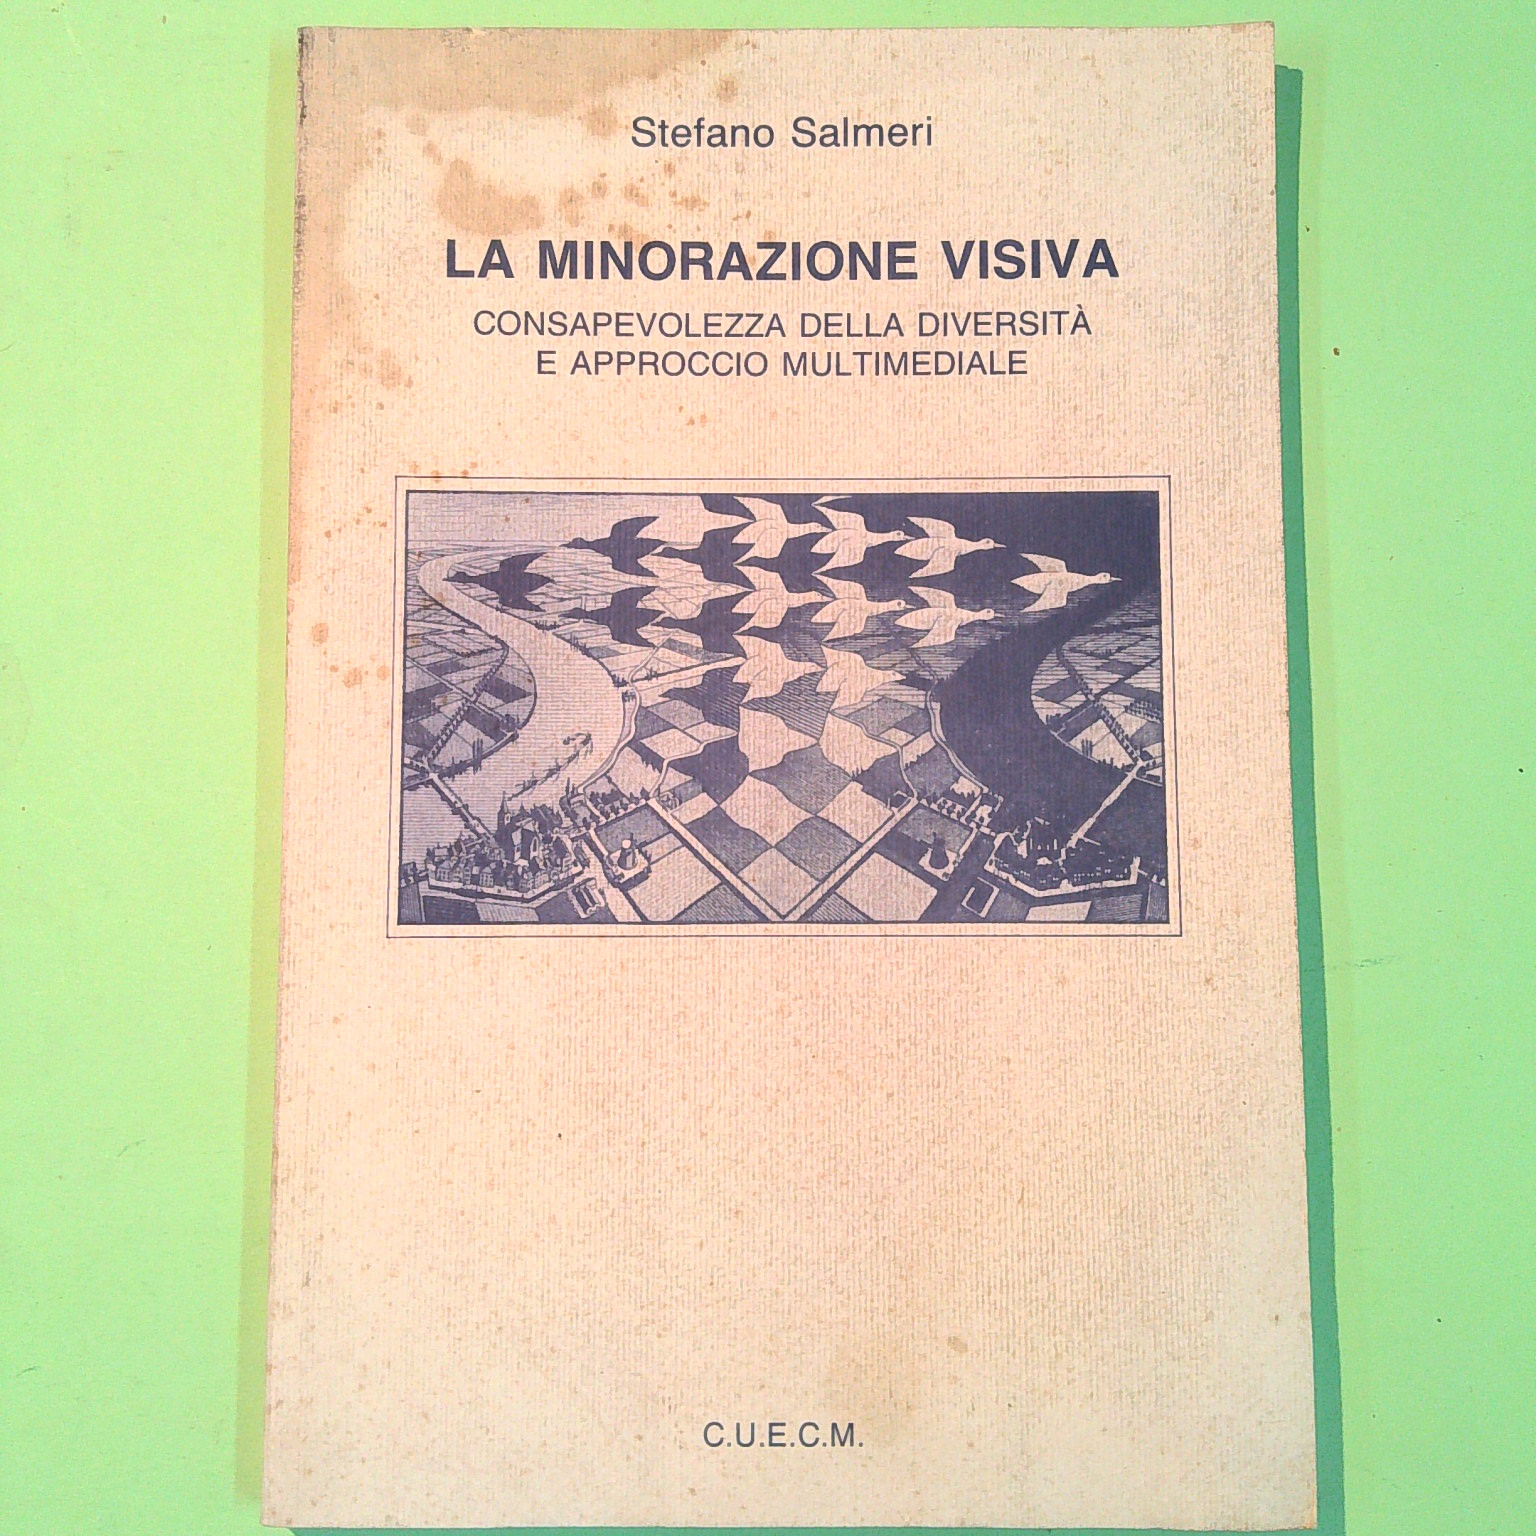 Stefano Salmeri
LA MINORAZIONE VISIVA
CONSAPEVOLEZZA DELLA DIVERSITÀ
E APPROCCIO MULTIMEDIALE
C.U.E.C.M.